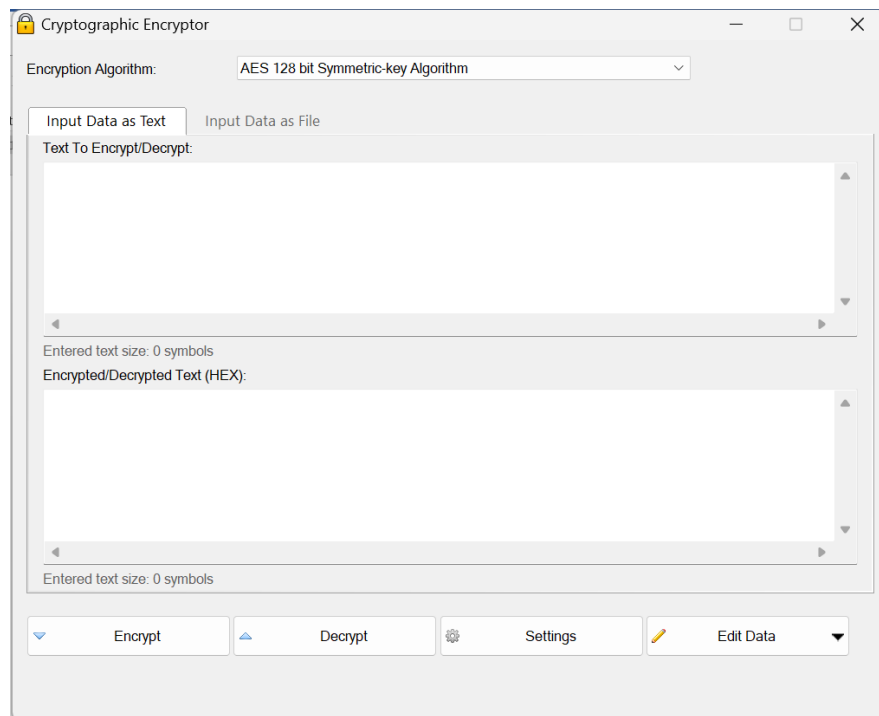 Cryptographic Encryptor
Encryption Algorithm: AES 128 bit Symmetric-key Algorithm
Input Data as Text Input Data as File
Text To Encrypt/Decrypt:
Entered text size: 0 symbols
Encrypted/Decrypted Text (HEX):
Entered text size: 0 symbols
Encrypt Decrypt Settings Edit Data